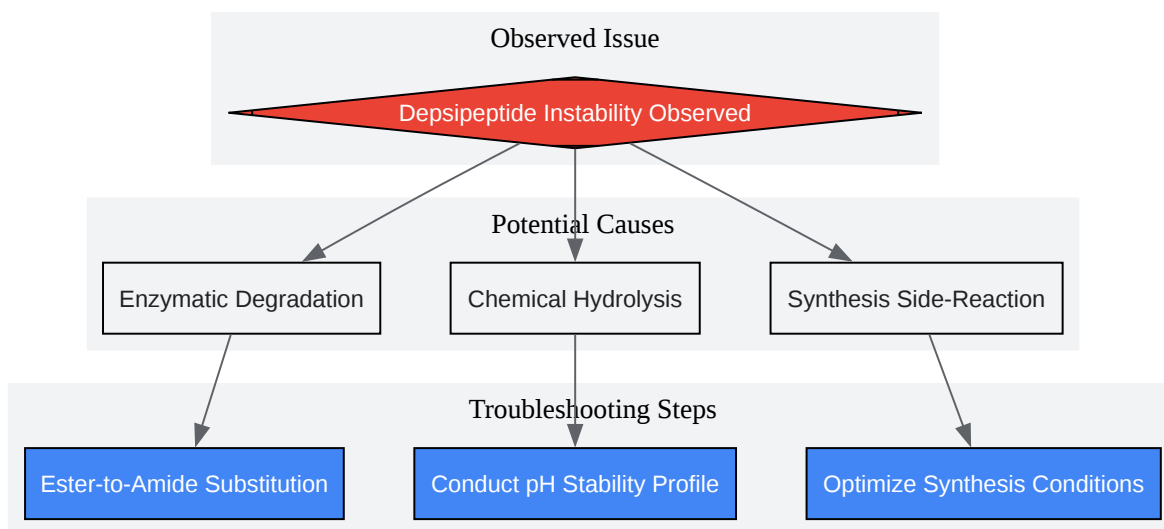 Observed Issue
Depsipeptide Instability Observed
Potential Causes
Enzymatic Degradation
Chemical Hydrolysis
Synthesis Side-Reaction
Troubleshooting Steps
Ester-to-Amide Substitution
Conduct pH Stability Profile
Optimize Synthesis Conditions